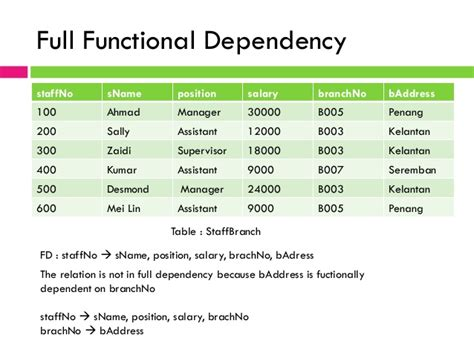 Full Functional Dependency
staffNo sName position salary branchNo bAddress
100 Ahmad Manager 30000 B005 Penang
200 Sally Assistant 12000 B003 Kelantan
300 Zaidi Supervisor 18000 B003 Kelantan
400 Kumar Assistant 9000 B007 Seremban
500 Desmond Manager 24000 B003 Kelantan
600 Mei Lin Assistant 9000 B005 Penang
Table : StaffBranch
FD : staffNo → sName, position, salary, brachNo, bAdress
The relation is not in full dependency because bAddress is fuctionally
dependent on branchNo
staffNo → sName, position, salary, brachNo
brachNo → bAddress